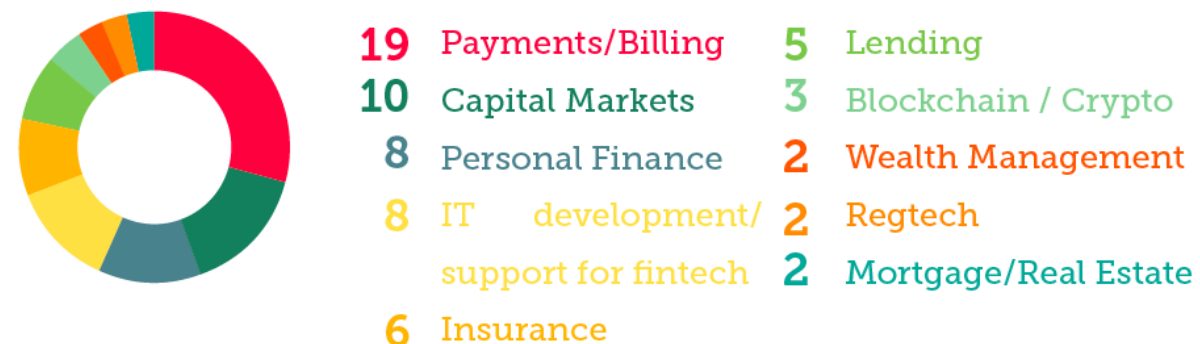 19 Payments/Billing
10 Capital Markets
8 Personal Finance
8 IT development/
support for fintech
6 Insurance
5 Lending
3 Blockchain / Crypto
2 Wealth Management
2 Regtech
2 Mortgage/Real Estate